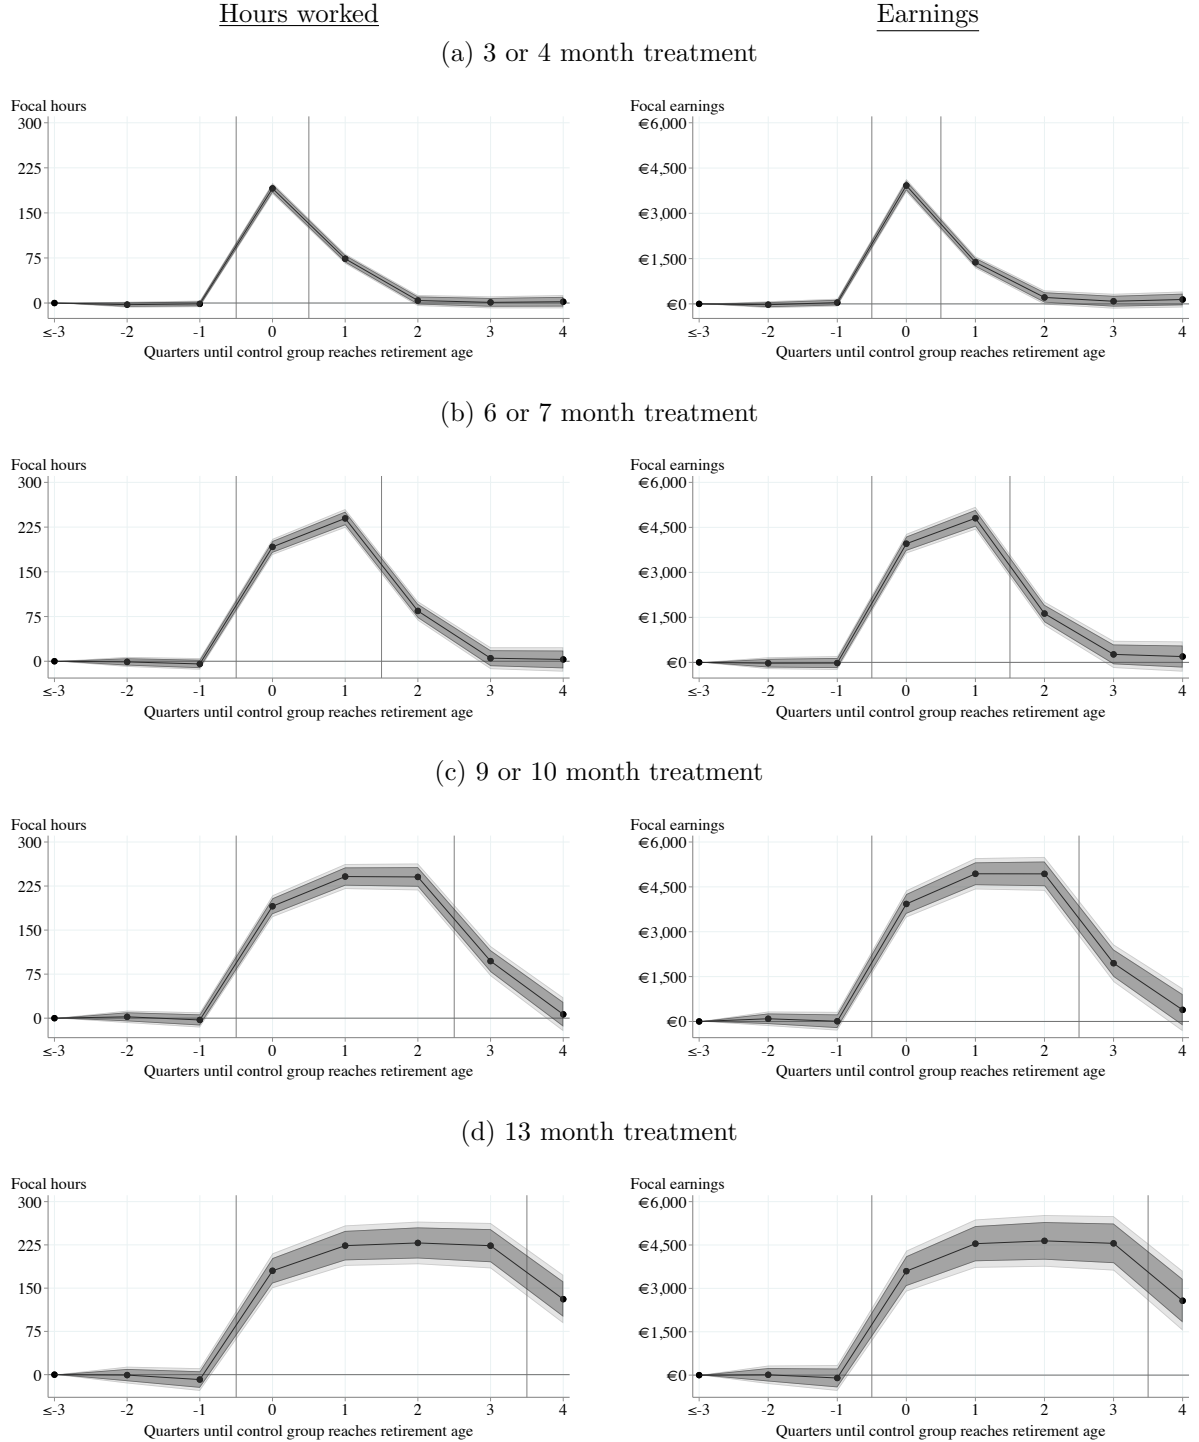 Hours worked
Earnings
(a) 3 or 4 month treatment
Focal hours
300
225
150
75
0
≤-3 -2 -1 0 1 2 3 4
Quarters until control group reaches retirement age
Focal earnings
€6,000
€4,500
€3,000
€1,500
€0
≤-3 -2 -1 0 1 2 3 4
Quarters until control group reaches retirement age
(b) 6 or 7 month treatment
Focal hours
300
225
150
75
0
≤-3 -2 -1 0 1 2 3 4
Quarters until control group reaches retirement age
Focal earnings
€6,000
€4,500
€3,000
€1,500
€0
≤-3 -2 -1 0 1 2 3 4
Quarters until control group reaches retirement age
(c) 9 or 10 month treatment
Focal hours
300
225
150
75
0
≤-3 -2 -1 0 1 2 3 4
Quarters until control group reaches retirement age
Focal earnings
€6,000
€4,500
€3,000
€1,500
€0
≤-3 -2 -1 0 1 2 3 4
Quarters until control group reaches retirement age
(d) 13 month treatment
Focal hours
300
225
150
75
0
≤-3 -2 -1 0 1 2 3 4
Quarters until control group reaches retirement age
Focal earnings
€6,000
€4,500
€3,000
€1,500
€0
≤-3 -2 -1 0 1 2 3 4
Quarters until control group reaches retirement age